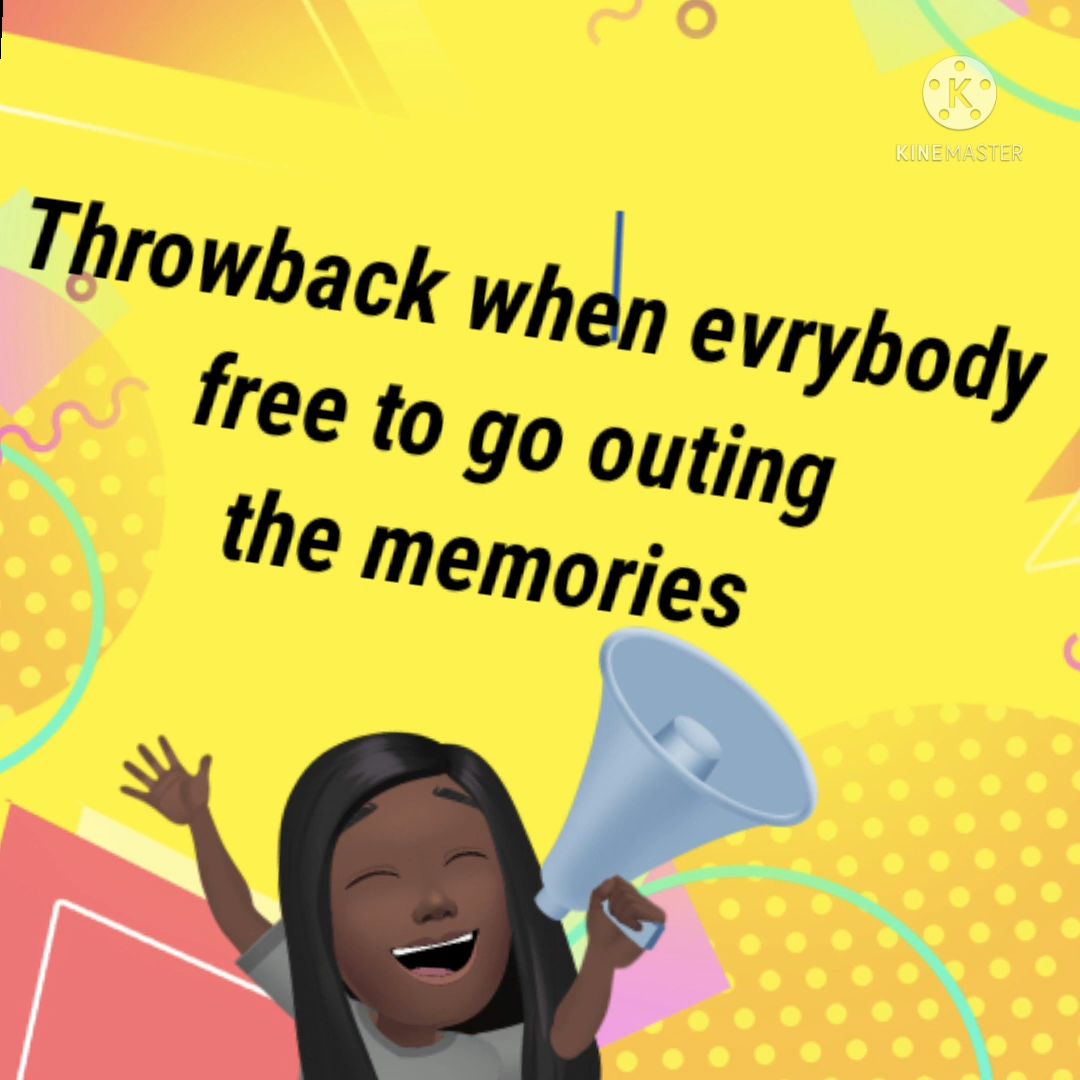 K
KINEMASTER
Throwback when evrybody
free to go outing
the memories